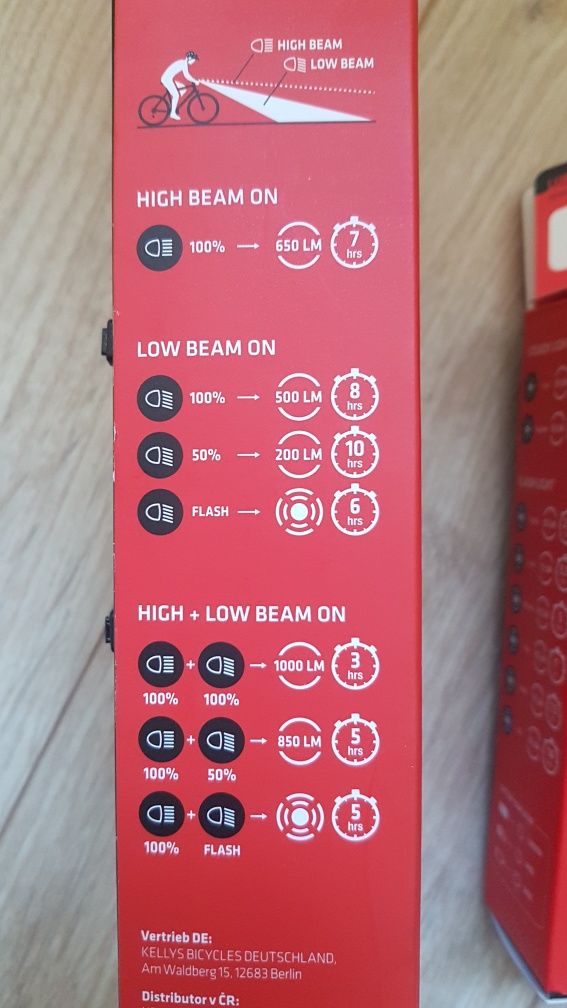 HIGH BEAM
LOW BEAM
HIGH BEAM ON
100% → 650 LM 7 hrs
LOW BEAM ON
100% → 500 LM 8 hrs
50% → 200 LM 10 hrs
FLASH → 6 hrs
HIGH + LOW BEAM ON
+ → 1000 LM 3 hrs
100% 100%
+ → 850 LM 5 hrs
100% 50%
+ → 5 hrs
100% FLASH
Vertrieb DE:
KELLYS BICYCLES DEUTSCHLAND,
Am Waldberg 15, 12683 Berlin
Distributor v ČR: